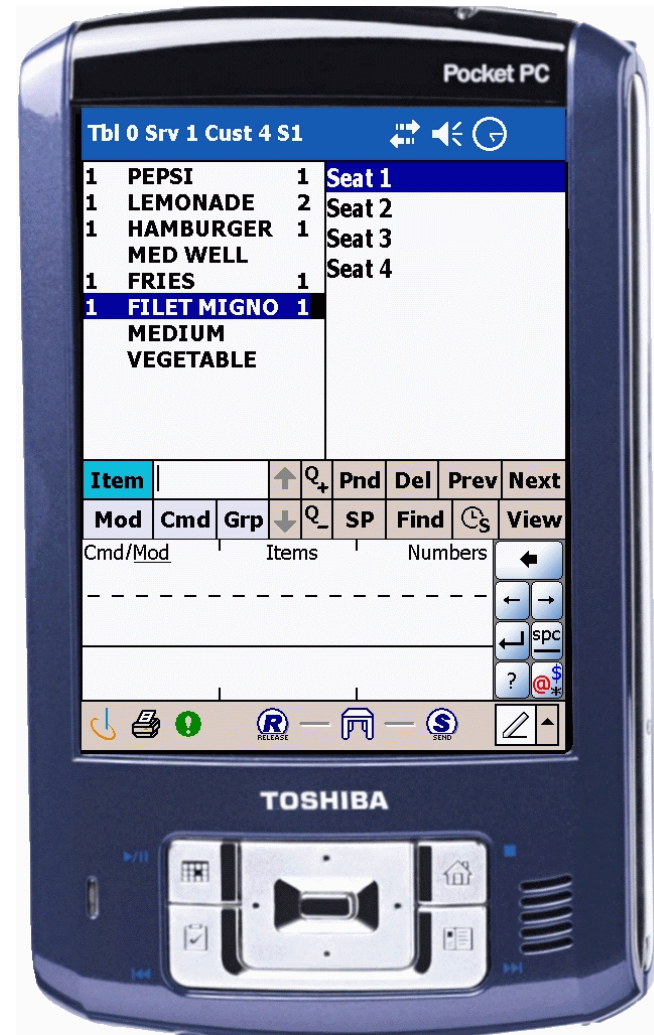 Pocket PC
Tbl 0 Srv 1 Cust 4 S1
1 PEPSI 1
1 LEMONADE 2
1 HAMBURGER 1
MED WELL
1 FRIES 1
1 FILET MIGNO 1
MEDIUM
VEGETABLE
Seat 1
Seat 2
Seat 3
Seat 4
Item Q+ Pnd Del Prev Next
Mod Cmd Grp Q- SP Find S View
Cmd/Mod Items Numbers
spc
? @ $ *
R S
RELEASE SEND
TOSHIBA